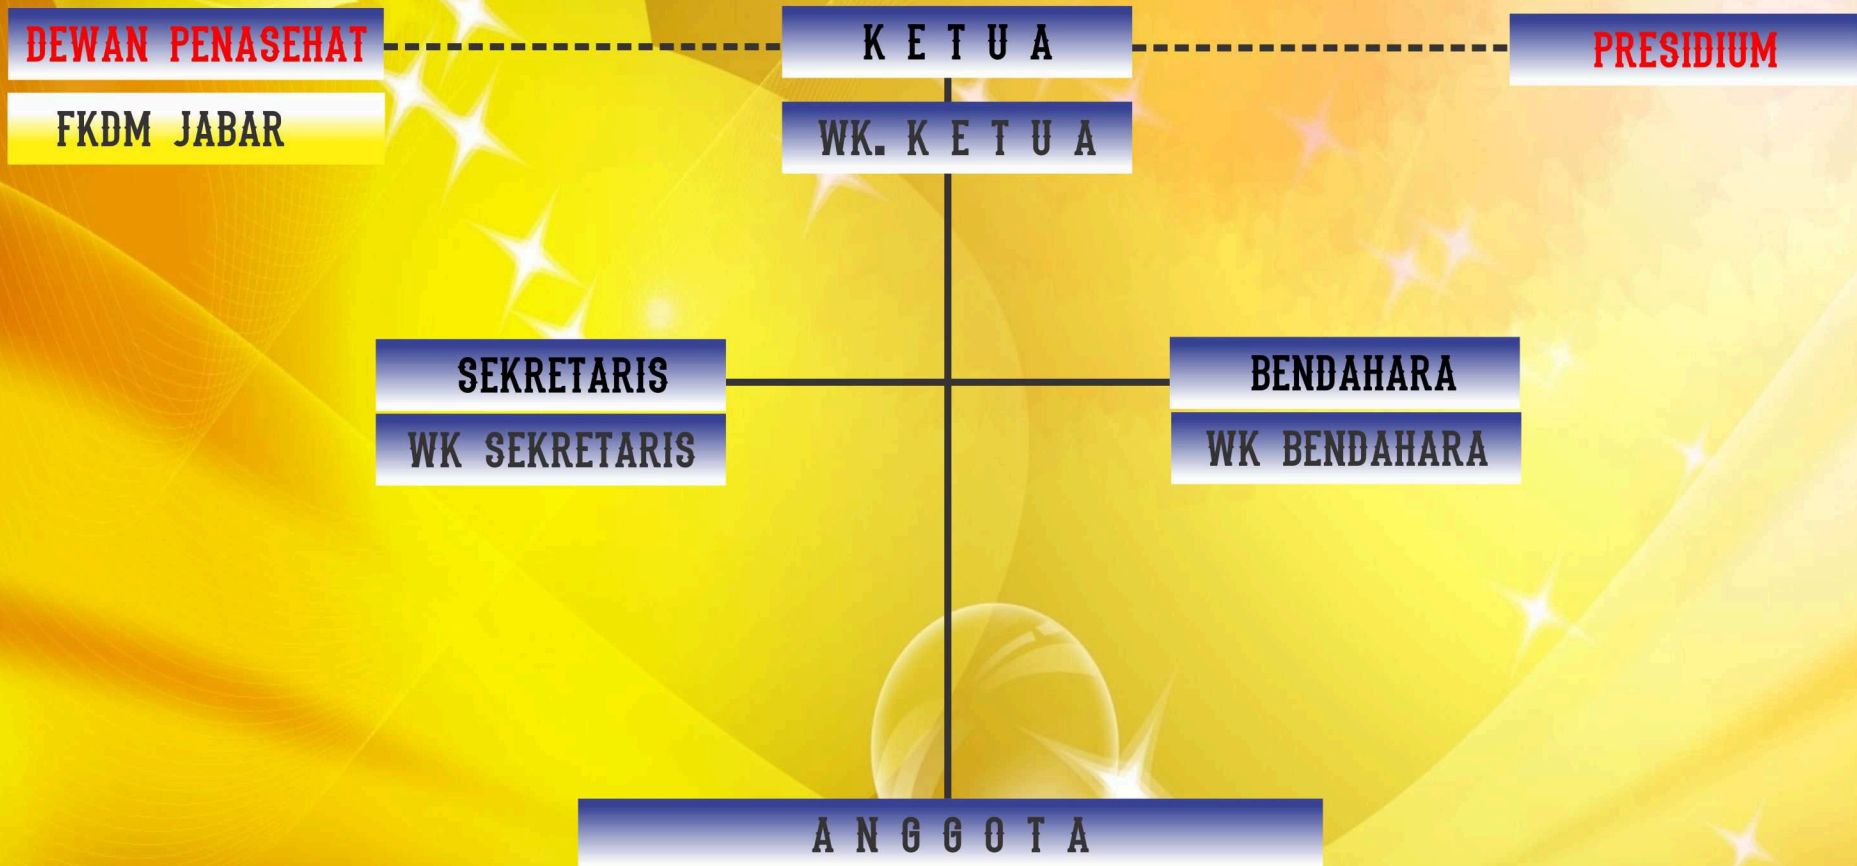 DEWAN PENASEHAT
FKDM JABAR
K E T U A
WK. K E T U A
PRESIDIUM
SEKRETARIS
WK SEKRETARIS
BENDAHARA
WK BENDAHARA
A N G G O T A